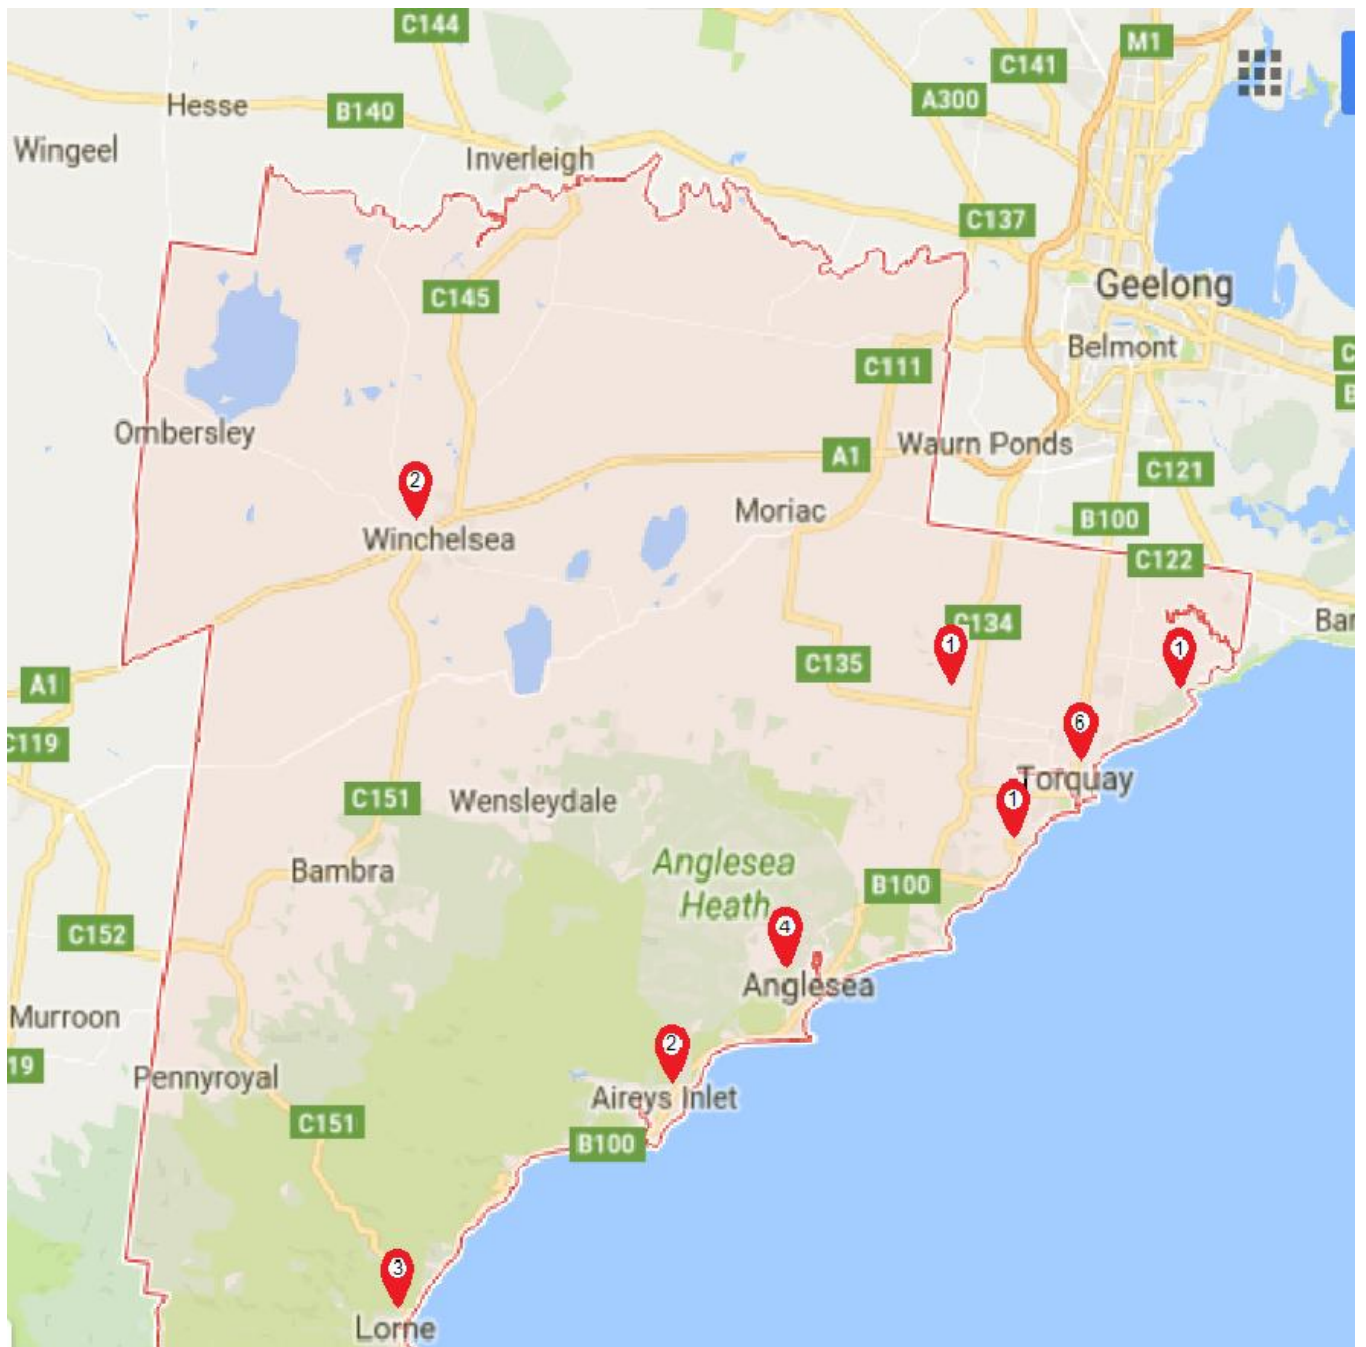 C144
M1
C141
A300
Hesse
B140
Wingeel
Inverleigh
C137
Geelong
C145
Belmont
C
C111
B
Ombersley
Waurn Ponds
A1
C121
2
Moriac
B100
Winchelsea
C122
C134
Bar
1
1
C135
A1
6
C119
Torquay
C151
Wensleydale
1
Anglesea
Heath
Bambra
B100
4
C152
Anglesea
Murroon
2
19
Pennyroyal
Aireys Inlet
C151
B100
3
Lorne